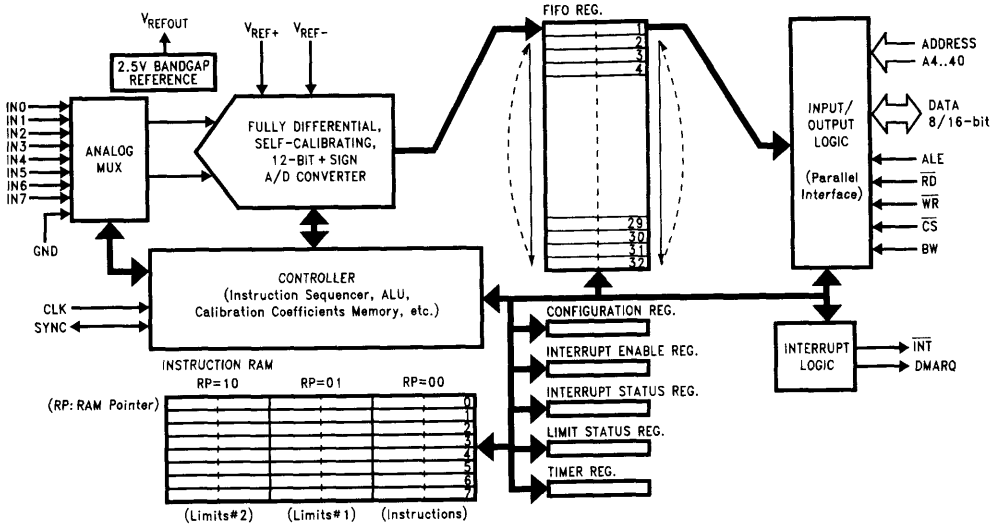 FIFO REG.
VREFOUT
VREF+ VREF-
2.5V BANDGAP
REFERENCE
1
2
3
4
ADDRESS
A4..40
IN0
IN1
IN2
IN3
IN4
IN5
IN6
IN7
ANALOG
MUX
FULLY DIFFERENTIAL,
SELF-CALIBRATING,
12-BIT + SIGN
A/D CONVERTER
INPUT/
OUTPUT
LOGIC
(Parallel
Interface)
DATA
8/16-bit
ALE
RD
WR
CS
BW
GND
29
30
31
32
CONTROLLER
(Instruction Sequencer, ALU,
Calibration Coefficients Memory, etc.)
CLK
SYNC
CONFIGURATION REG.
INTERRUPT ENABLE REG.
INTERRUPT STATUS REG.
LIMIT STATUS REG.
TIMER REG.
INTERRUPT
LOGIC
INT
DMARQ
INSTRUCTION RAM
RP=10 RP=01 RP=00
(RP: RAM Pointer)
0
1
2
3
4
5
6
7
(Limits#2) (Limits#1) (Instructions)